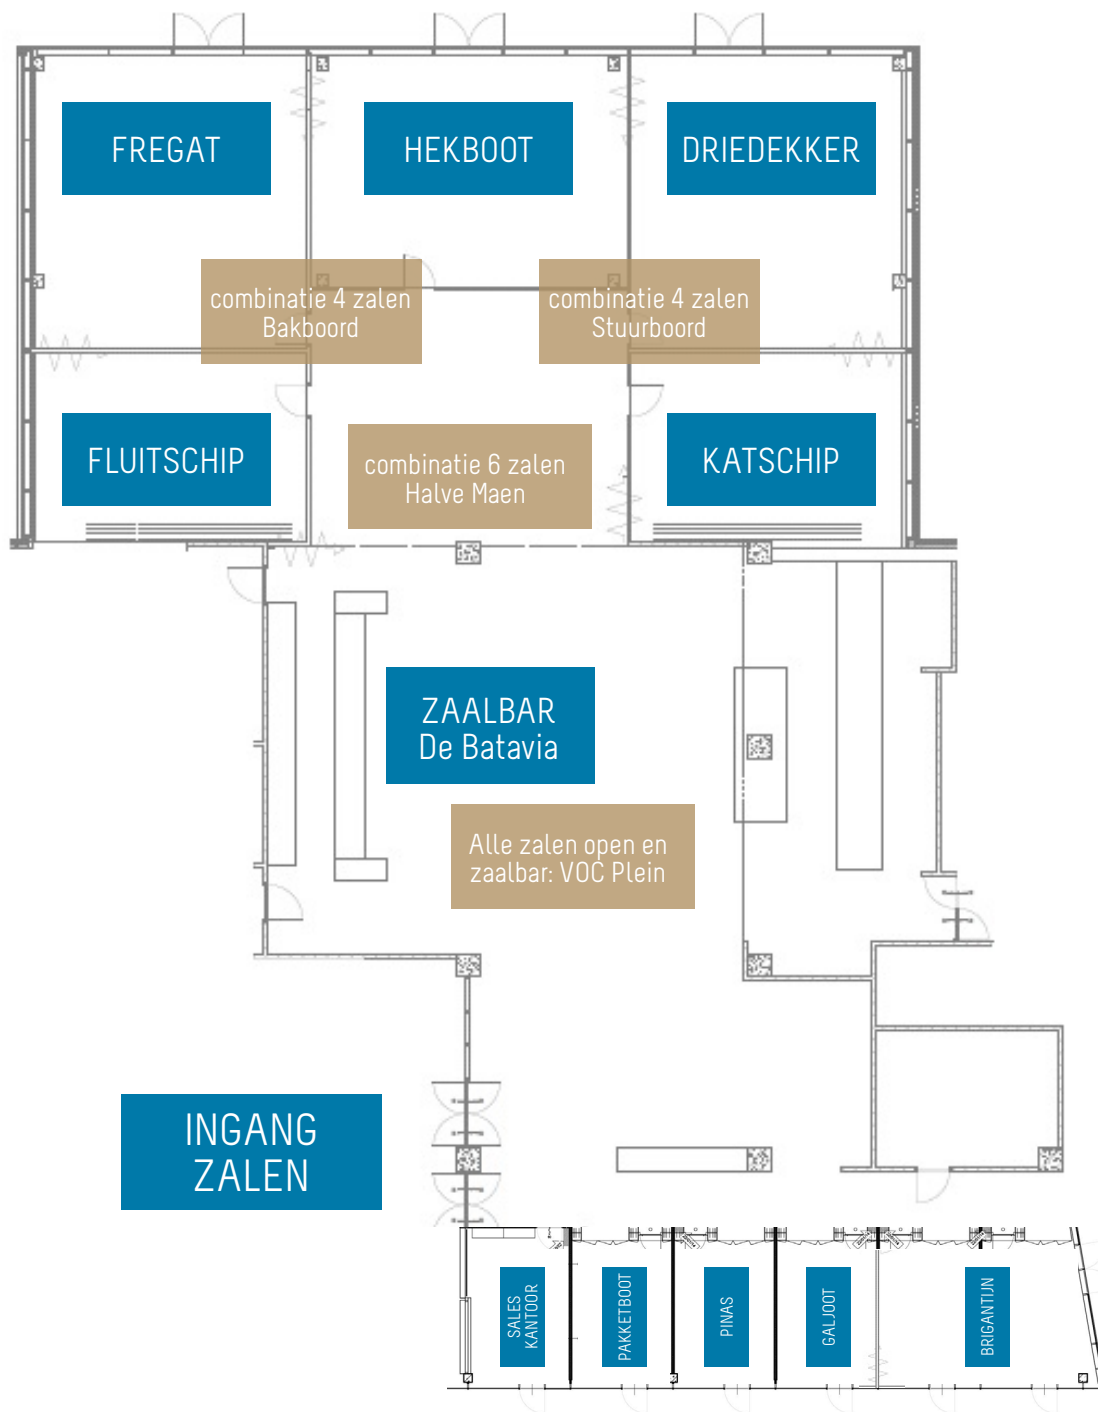 FREGAT
HEKBOOT
DRIEDEKKER
combinatie 4 zalen
Bakboord
combinatie 4 zalen
Stuurboord
FLUITSCHIP
combinatie 6 zalen
Halve Maen
KATSCHIP
ZAALBAR
De Batavia
Alle zalen open en
zaalbar: VOC Plein
INGANG
ZALEN
SALES
KANTOOR
PAKKETBOOT
PINAS
GALJOOT
BRIGANTIJN